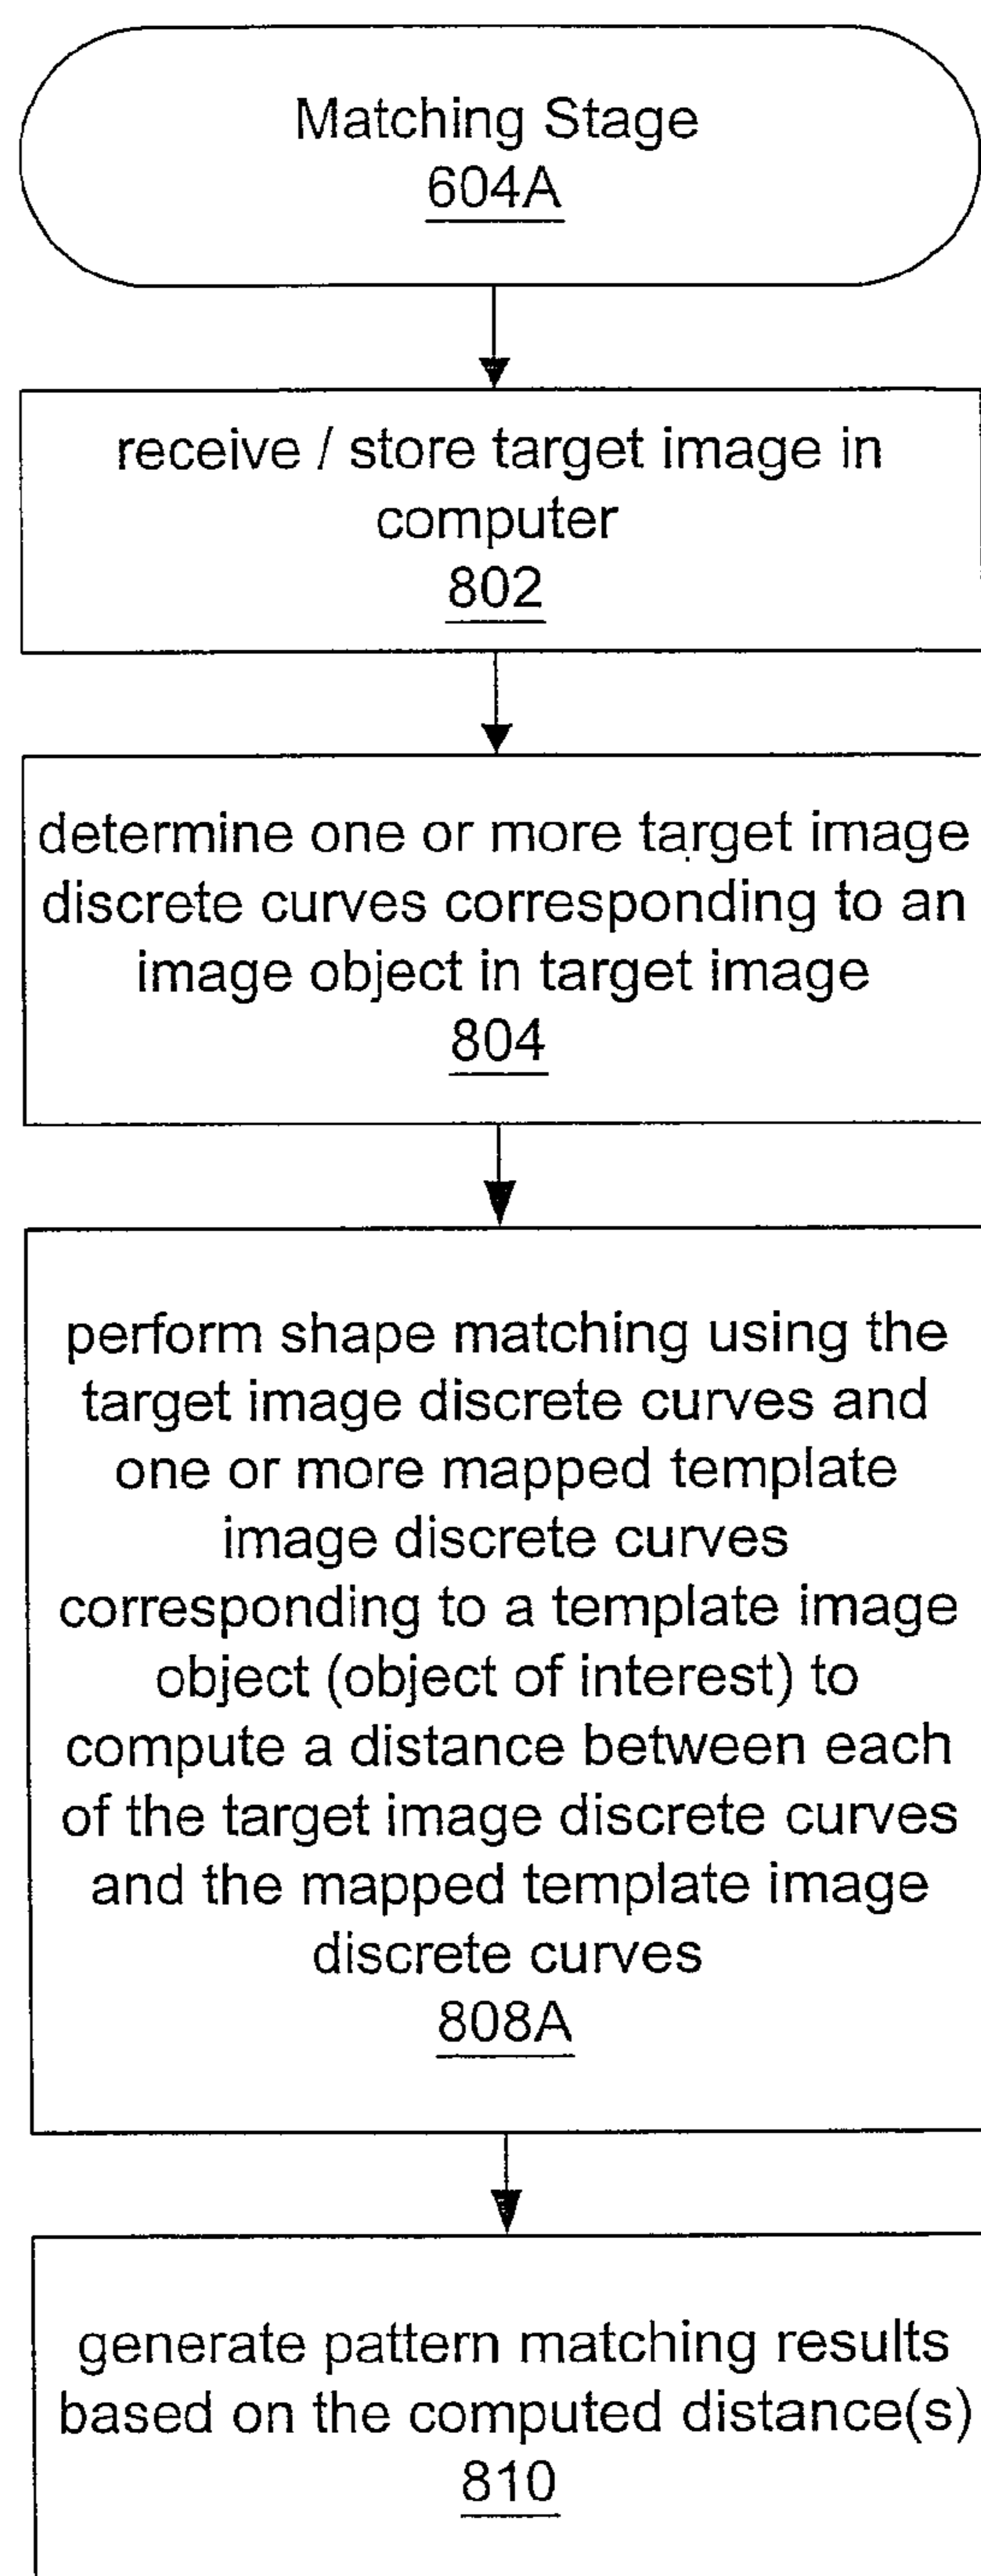 Matching Stage
604A
receive / store target image in
computer
802
determine one or more target image
discrete curves corresponding to an
image object in target image
804
perform shape matching using the
target image discrete curves and
one or more mapped template
image discrete curves
corresponding to a template image
object (object of interest) to
compute a distance between each
of the target image discrete curves
and the mapped template image
discrete curves
808A
generate pattern matching results
based on the computed distance(s)
810